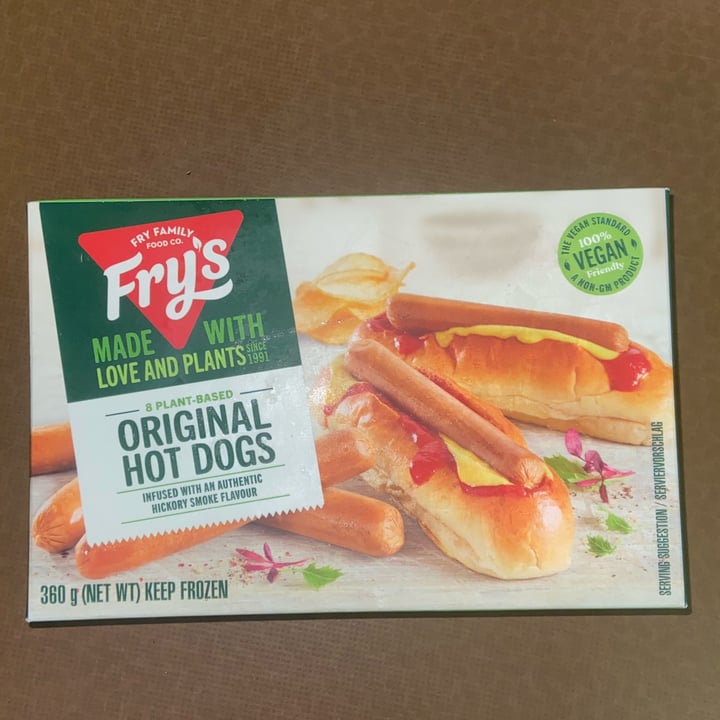 FRY FAMILY
FOOD CO.
Fry's
MADE WITH
LOVE AND PLANTS SINCE 1991
8 PLANT-BASED
ORIGINAL
HOT DOGS
INFUSED WITH AN AUTHENTIC
HICKORY SMOKE FLAVOUR
360 g (NET WT) KEEP FROZEN
THE VEGAN STANDARD
100%
VEGAN
Friendly
A NON-GM PRODUCT
SERVING SUGGESTION / SERVIERVORSCHLAG